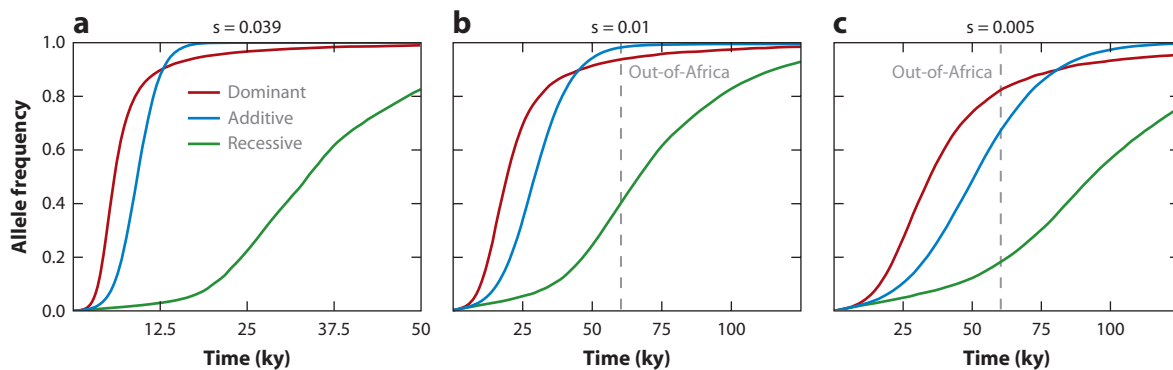 a
s = 0.039
b
s = 0.01
c
s = 0.005
Allele frequency
1.0
0.8
0.6
0.4
0.2
0.0
Dominant
Additive
Recessive
12.5
25
37.5
50
Time (ky)
Out-of-Africa
25
50
75
100
Time (ky)
Out-of-Africa
25
50
75
100
Time (ky)